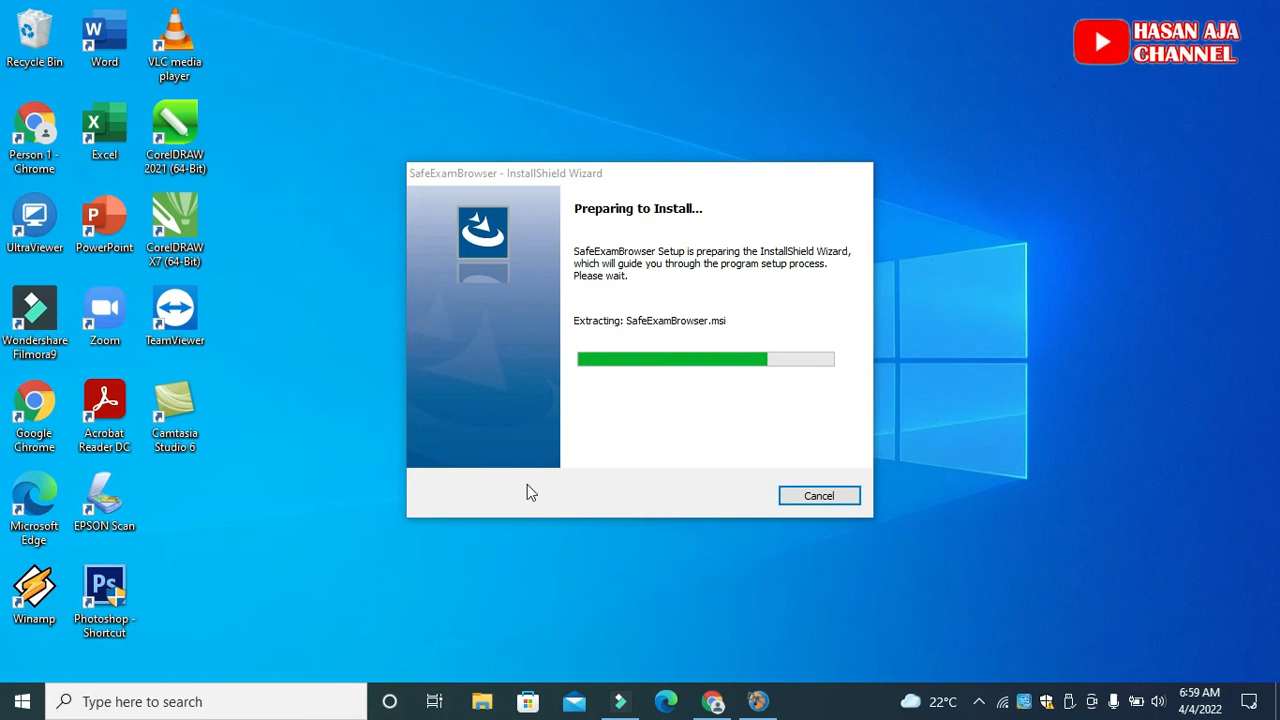 Recycle Bin
Word
VLC media
player
HASAN AJA
CHANNEL
Person 1 -
Chrome
Excel
CorelDRAW
2021 (64-Bit)
UltraViewer
PowerPoint
CorelDRAW
X7 (64-Bit)
Wondershare
Filmora9
Zoom
TeamViewer
Google
Chrome
Acrobat
Reader DC
Camtasia
Studio 6
Microsoft
Edge
EPSON Scan
Winamp
Photoshop -
Shortcut
SafeExamBrowser - InstallShield Wizard
Preparing to Install...
SafeExamBrowser Setup is preparing the InstallShield Wizard,
which will guide you through the program setup process.
Please wait.
Extracting: SafeExamBrowser.msi
Cancel
Type here to search
22°C
6:59 AM
4/4/2022